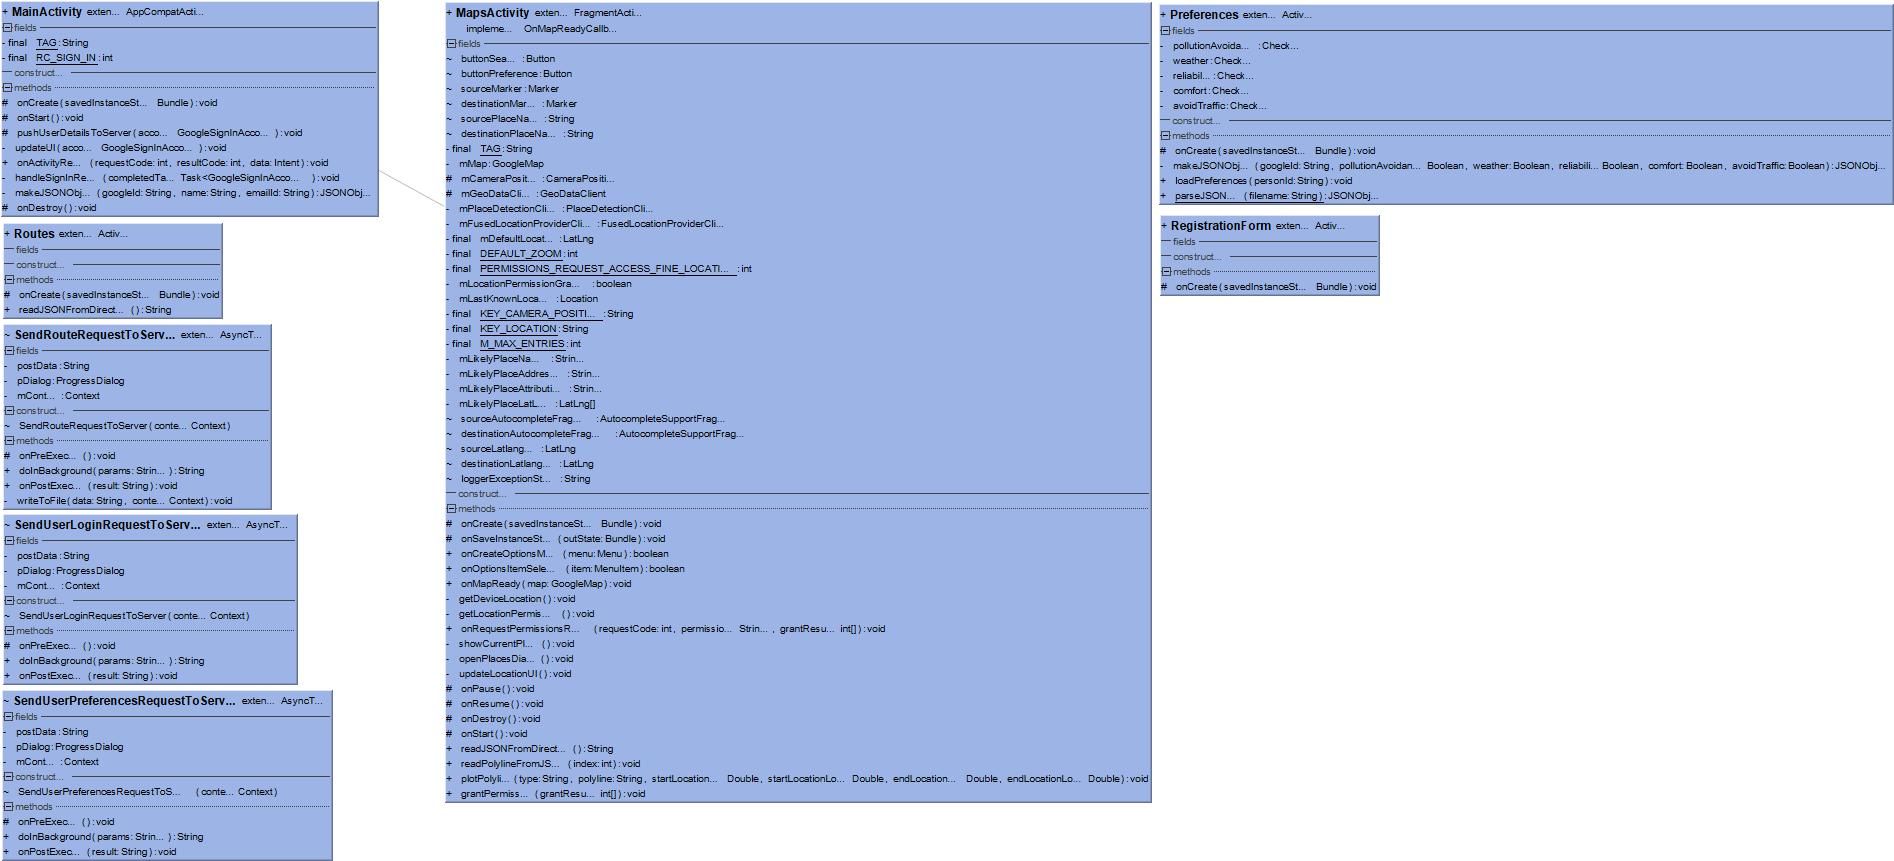 + MainActivity exten... AppCompatActi...
fields
- final TAG:String
- final RC_SIGN_IN:int
construct...
methods
# onCreate(savedInstanceSt... Bundle):void
# onStart():void
# pushUserDetailsToServer(acco... GoogleSignInAcco... ):void
- updateUI(acco... GoogleSignInAcco... ):void
+ onActivityRe... (requestCode: int, resultCode: int, data: Intent):void
- handleSignInRe... (completedTa... Task<GoogleSignInAcco... ):void
- makeJSONObj... (googleId: String, name: String, emailId: String):JSONObj...
# onDestroy():void
+ Routes exten... Activ...
fields
construct...
methods
# onCreate(savedInstanceSt... Bundle):void
+ readJSONFromDirect... ():String
~ SendRouteRequestToServ... exten... AsyncT...
fields
- postData:String
- pDialog:ProgressDialog
- mCont... :Context
construct...
~ SendRouteRequestToServer(conte... Context)
methods
# onPreExec... ():void
+ doInBackground(params: Strin... ):String
+ onPostExec... (result: String):void
- writeToFile(data: String, conte... Context):void
~ SendUserLoginRequestToServ... exten... AsyncT...
fields
- postData:String
- pDialog:ProgressDialog
- mCont... :Context
construct...
~ SendUserLoginRequestToServer(conte... Context)
methods
# onPreExec... ():void
+ doInBackground(params: Strin... ):String
+ onPostExec... (result: String):void
~ SendUserPreferencesRequestToServ... exten... AsyncT...
fields
- postData:String
- pDialog:ProgressDialog
- mCont... :Context
construct...
~ SendUserPreferencesRequestToS... (conte... Context)
methods
# onPreExec... ():void
+ doInBackground(params: Strin... ):String
+ onPostExec... (result: String):void
+ MapsActivity exten... FragmentActi...
impleme... OnMapReadyCallb...
fields
~ buttonSea... :Button
~ buttonPreference:Button
~ sourceMarker:Marker
~ destinationMar... :Marker
~ sourcePlaceNa... :String
~ destinationPlaceNa... :String
- final TAG:String
- mMap:GoogleMap
# mCameraPosit... :CameraPositi...
# mGeoDataCli... :GeoDataClient
- mPlaceDetectionCli... :PlaceDetectionCli...
- mFusedLocationProviderCli... :FusedLocationProviderCli...
- final mDefaultLocat... :LatLng
- final DEFAULT_ZOOM:int
- final PERMISSIONS_REQUEST_ACCESS_FINE_LOCATI... :int
- mLocationPermissionGra... :boolean
- mLastKnownLoca... :Location
- final KEY_CAMERA_POSITI... :String
- final KEY_LOCATION:String
- final M_MAX_ENTRIES:int
- mLikelyPlaceNa... :Strin...
- mLikelyPlaceAddres... :Strin...
- mLikelyPlaceAttributi... :Strin...
- mLikelyPlaceLatL... :LatLng[]
~ sourceAutocompleteFrag... :AutocompleteSupportFrag...
~ destinationAutocompleteFrag... :AutocompleteSupportFrag...
~ sourceLatlang... :LatLng
~ destinationLatlang... :LatLng
~ loggerExceptionSt... :String
construct...
methods
# onCreate(savedInstanceSt... Bundle):void
# onSaveInstanceSt... (outState: Bundle):void
+ onCreateOptionsM... (menu: Menu):boolean
+ onOptionsItemSele... (item: MenuItem):boolean
+ onMapReady(map: GoogleMap):void
- getDeviceLocation():void
- getLocationPermis... ():void
+ onRequestPermissionsR... (requestCode: int, permissio... Strin... , grantResu... int[]):void
- showCurrentPl... ():void
- openPlacesDia... ():void
- updateLocationUI():void
# onPause():void
# onResume():void
# onDestroy():void
# onStart():void
+ readJSONFromDirect... ():String
+ readPolylineFromJS... (index: int):void
+ plotPolyli... (type: String, polyline: String, startLocation... Double, startLocationLo... Double, endLocation... Double, endLocationLo... Double):void
+ grantPermiss... (grantResu... int[]):void
+ Preferences exten... Activ...
fields
- pollutionAvoida... :Check...
- weather:Check...
- reliabil... :Check...
- comfort:Check...
- avoidTraffic:Check...
construct...
methods
# onCreate(savedInstanceSt... Bundle):void
- makeJSONObj... (googleId: String, pollutionAvoidan... Boolean, weather: Boolean, reliabili... Boolean, comfort: Boolean, avoidTraffic: Boolean):JSONObj...
+ loadPreferences(personId: String):void
+ parseJSON... (filename: String):JSONObj...
+ RegistrationForm exten... Activ...
fields
construct...
methods
# onCreate(savedInstanceSt... Bundle):void